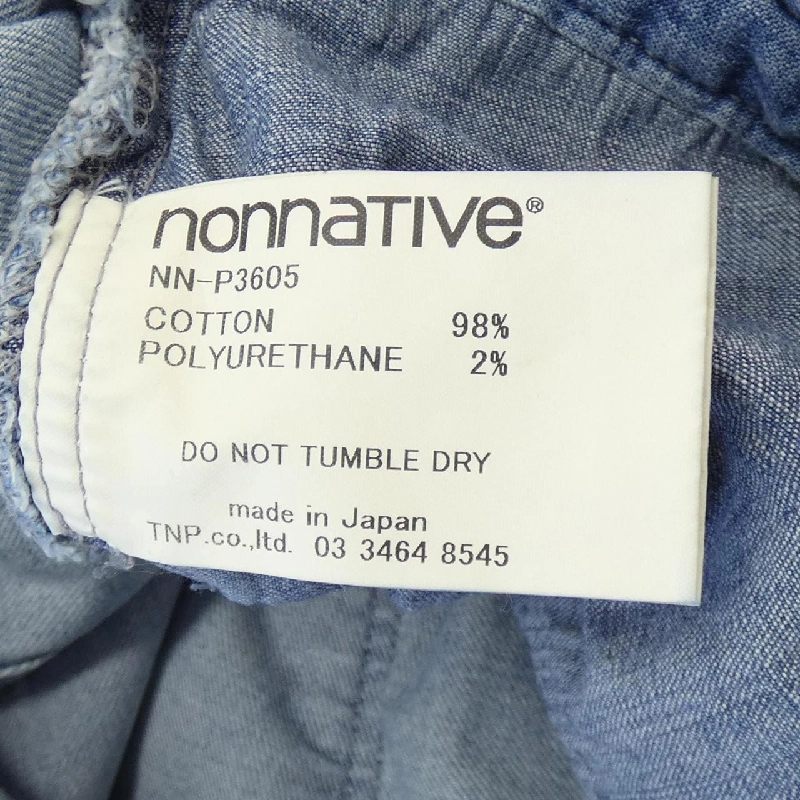 nonnaTIVe®
NN-P3605
COTTON 98%
POLYURETHANE 2%
DO NOT TUMBLE DRY
made in Japan
TNP.co.,ltd. 03 3464 8545